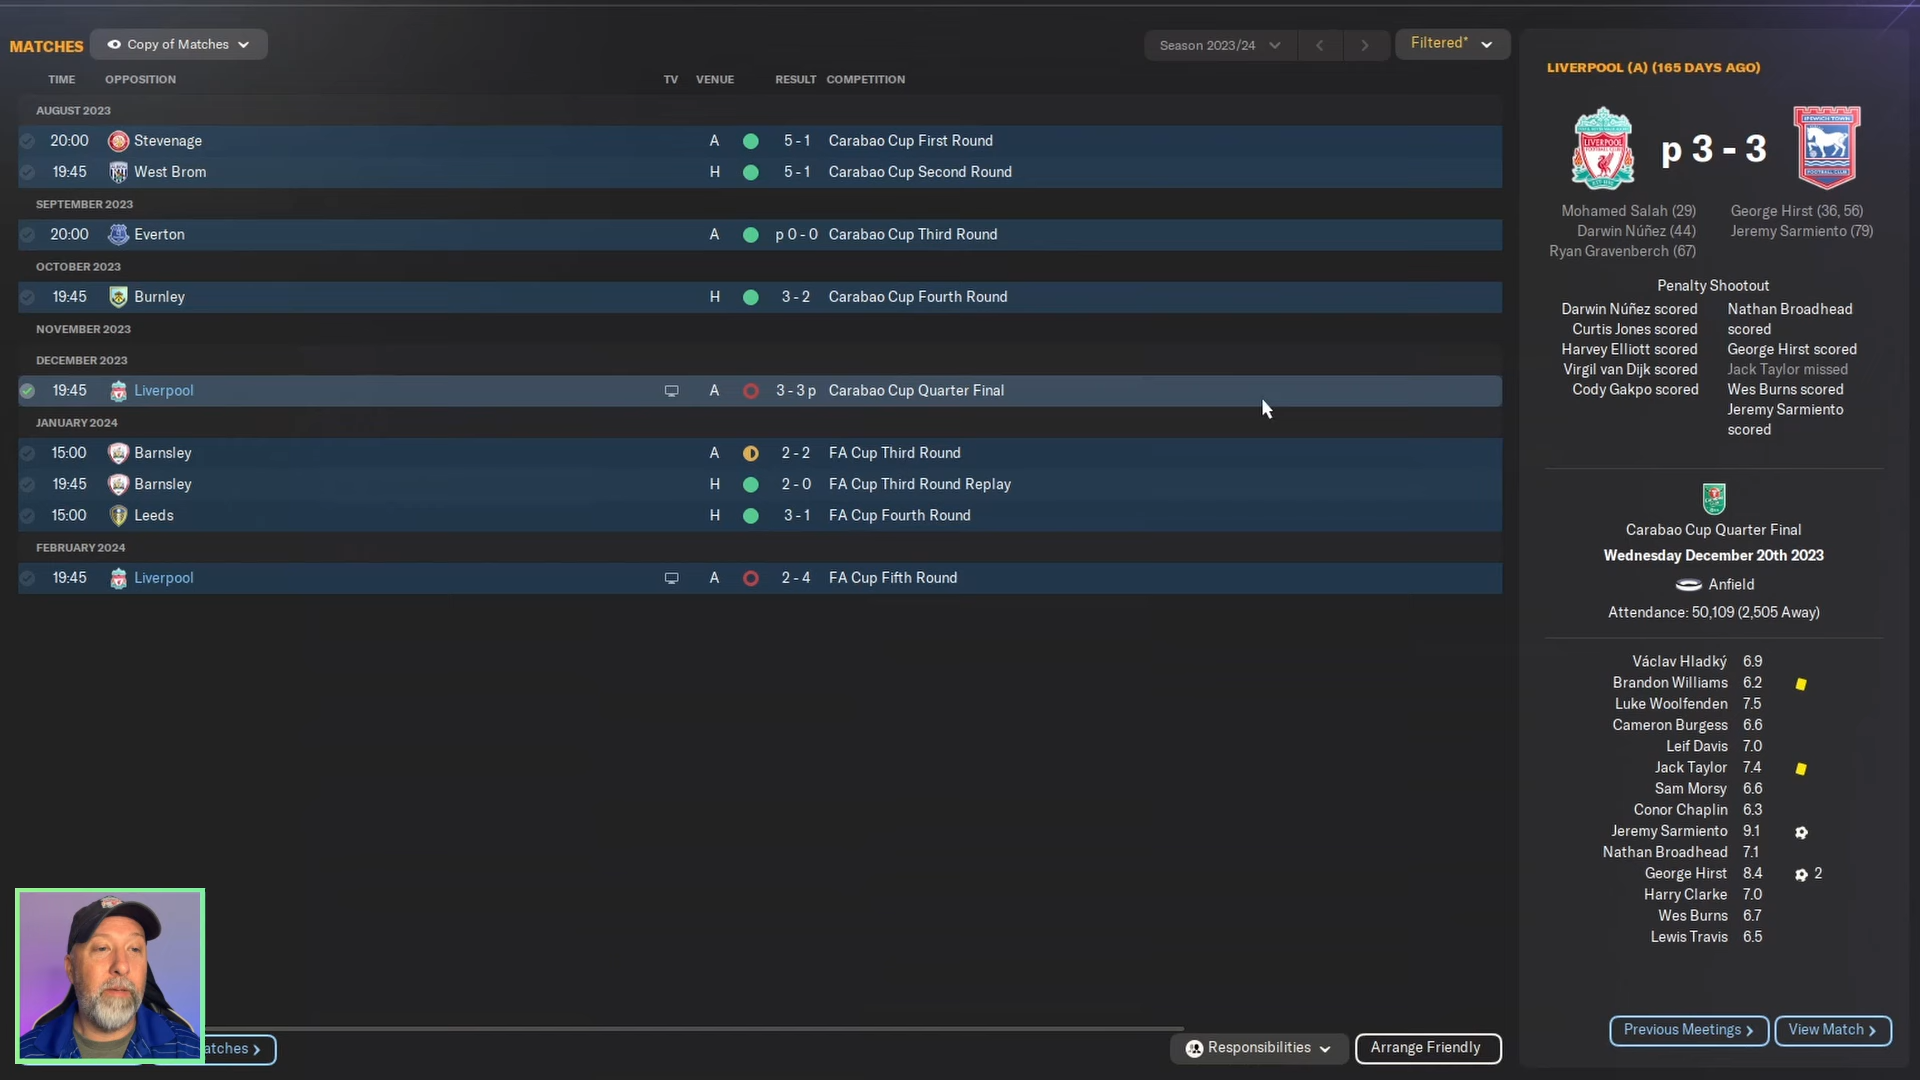 MATCHES
Copy of Matches
Season 2023/24
Filtered*
TIME OPPOSITION TV VENUE RESULT COMPETITION
AUGUST 2023
20:00 Stevenage A 5 - 1 Carabao Cup First Round
19:45 West Brom H 5 - 1 Carabao Cup Second Round
SEPTEMBER 2023
20:00 Everton A p 0 - 0 Carabao Cup Third Round
OCTOBER 2023
19:45 Burnley H 3 - 2 Carabao Cup Fourth Round
NOVEMBER 2023
DECEMBER 2023
19:45 Liverpool A 3 - 3 p Carabao Cup Quarter Final
JANUARY 2024
15:00 Barnsley A 2 - 2 FA Cup Third Round
19:45 Barnsley H 2 - 0 FA Cup Third Round Replay
15:00 Leeds H 3 - 1 FA Cup Fourth Round
FEBRUARY 2024
19:45 Liverpool A 2 - 4 FA Cup Fifth Round
atches >
Responsibilities
Arrange Friendly
LIVERPOOL (A) (165 DAYS AGO)
p 3 - 3
Mohamed Salah (29) George Hirst (36, 56)
Darwin Núñez (44) Jeremy Sarmiento (79)
Ryan Gravenberch (67)
Penalty Shootout
Darwin Núñez scored Nathan Broadhead
Curtis Jones scored scored
Harvey Elliott scored George Hirst scored
Virgil van Dijk scored Jack Taylor missed
Cody Gakpo scored Wes Burns scored
Jeremy Sarmiento
scored
Carabao Cup Quarter Final
Wednesday December 20th 2023
Anfield
Attendance: 50,109 (2,505 Away)
Václav Hladký 6.9
Brandon Williams 6.2
Luke Woolfenden 7.5
Cameron Burgess 6.6
Leif Davis 7.0
Jack Taylor 7.4
Sam Morsy 6.6
Conor Chaplin 6.3
Jeremy Sarmiento 9.1
Nathan Broadhead 7.1
George Hirst 8.4 2
Harry Clarke 7.0
Wes Burns 6.7
Lewis Travis 6.5
Previous Meetings >
View Match >